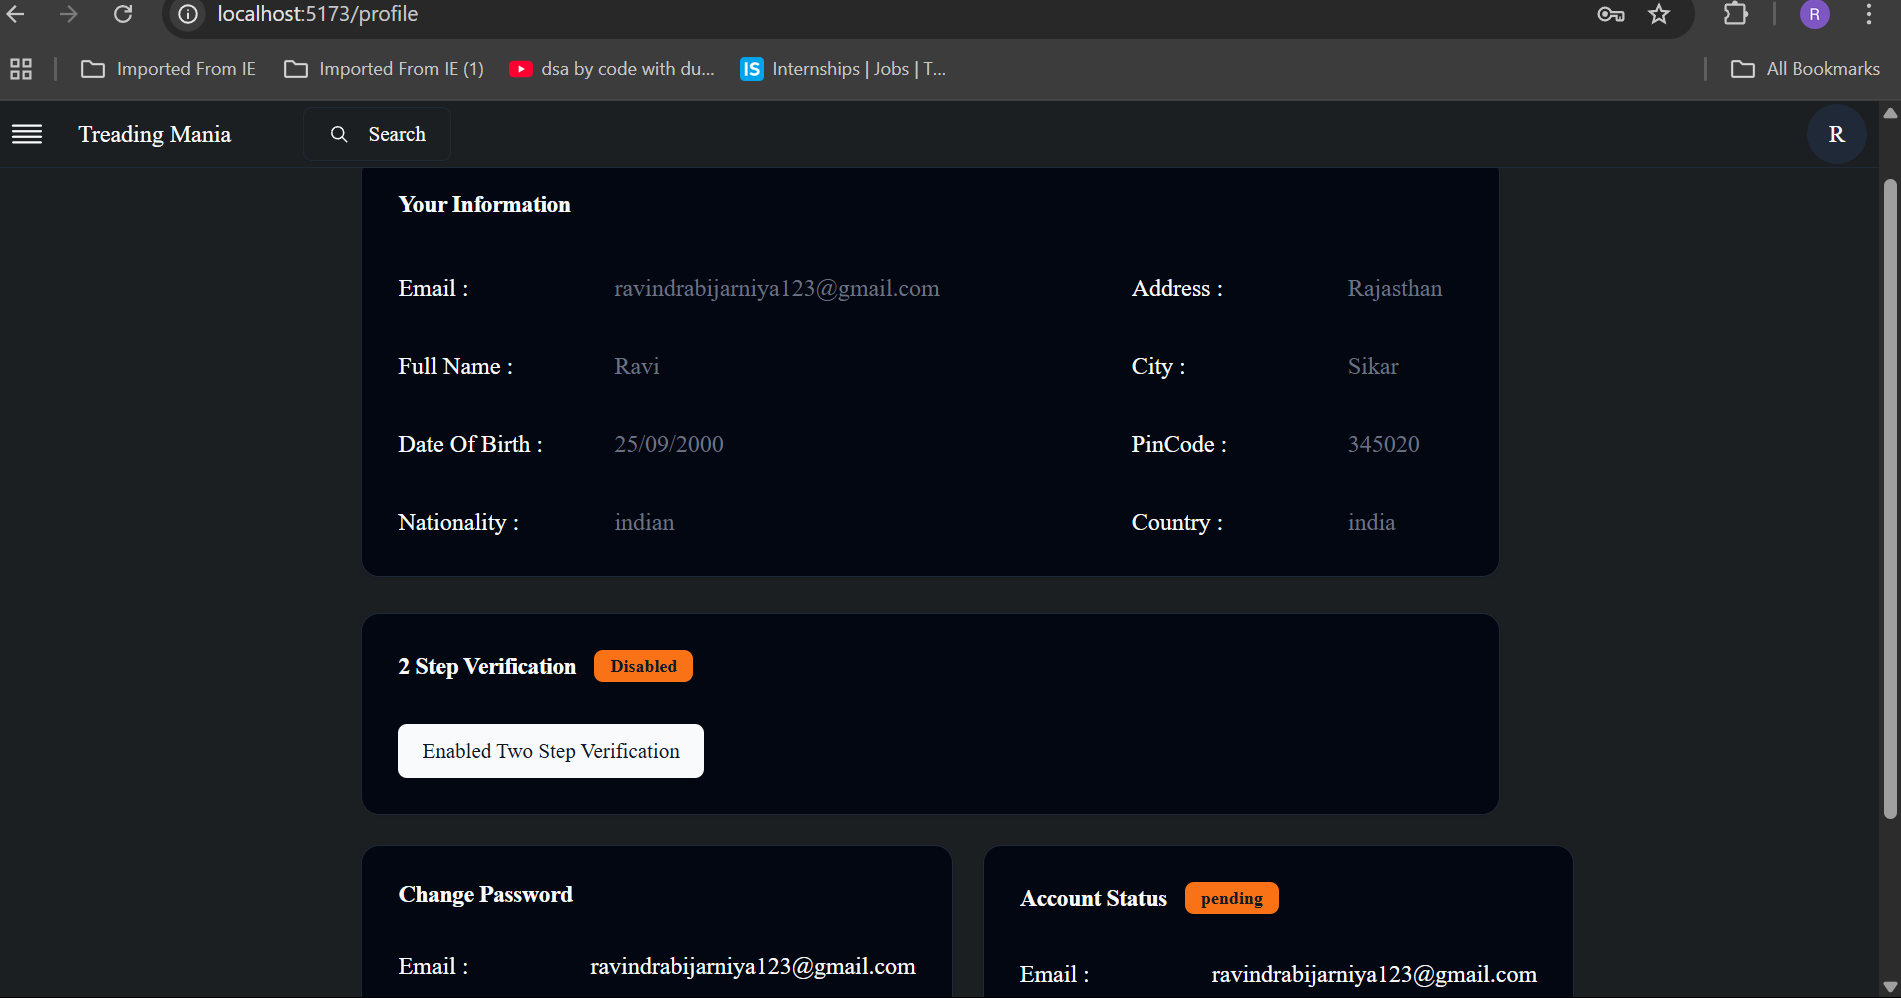 localhost:5173/profile
R
Imported From IE
Imported From IE (1)
dsa by code with du...
IS Internships | Jobs | T...
All Bookmarks
Treading Mania
Search
R
Your Information
Email : ravindrabijarniya123@gmail.com Address : Rajasthan
Full Name : Ravi City : Sikar
Date Of Birth : 25/09/2000 PinCode : 345020
Nationality : indian Country : india
2 Step Verification Disabled
Enabled Two Step Verification
Change Password
Email : ravindrabijarniya123@gmail.com
Account Status pending
Email : ravindrabijarniya123@gmail.com